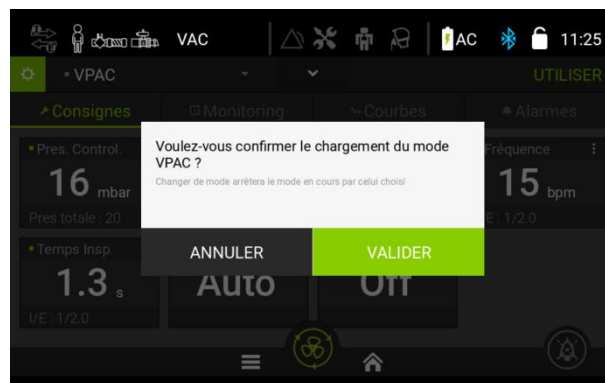 VAC
AC
11:25
• VPAC
UTILISER
Consignes
Monitoring
Courbes
Alarmes
Voulez-vous confirmer le chargement du mode
VPAC ?
Changer de mode arrêtera le mode en cours par celui choisi
ANNULER
VALIDER
• Pres. Control.
16 mbar
Pres totale : 20
Fréquence
15 bpm
/E : 1/2.0
• Temps Insp.
1.3 s
I/E : 1/2.0
Auto
Off